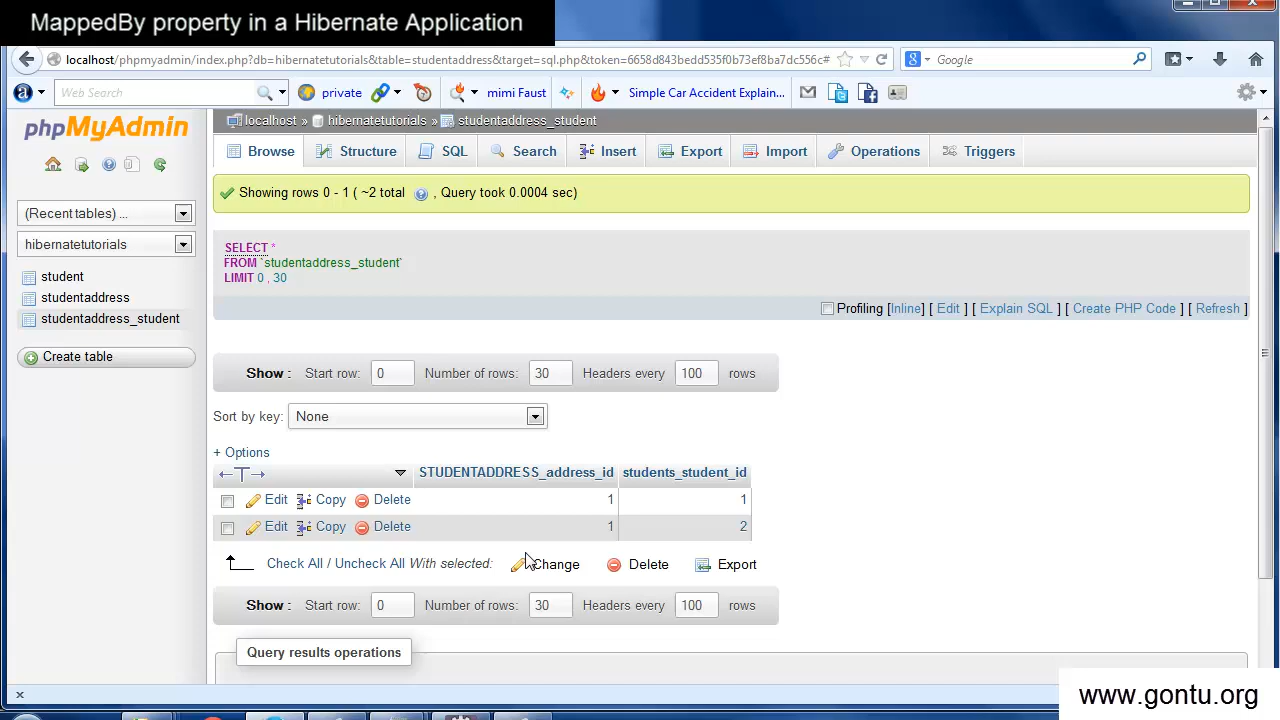 MappedBy property in a Hibernate Application
localhost/phpmyadmin/index.php?db=hibernatetutorials&table=studentaddress&target=sql.php&token=6658d843bedd535f0b73ef8ba7dc556c#
Google
Web Search
private
mimi Faust
Simple Car Accident Explain...
phpMyAdmin
localhost » hibernatetutorials » studentaddress_student
Browse Structure SQL Search Insert Export Import Operations Triggers
Showing rows 0 - 1 ( ~2 total , Query took 0.0004 sec)
(Recent tables) ...
hibernatetutorials
student
studentaddress
studentaddress_student
Create table
SELECT *
FROM `studentaddress_student`
LIMIT 0 , 30
Profiling [Inline] [ Edit ] [ Explain SQL ] [ Create PHP Code ] [ Refresh ]
Show : Start row: 0 Number of rows: 30 Headers every 100 rows
Sort by key: None
+ Options
←T→ STUDENTADDRESS_address_id students_student_id
Edit Copy Delete 1 1
Edit Copy Delete 1 2
Check All / Uncheck All With selected: Change Delete Export
Show : Start row: 0 Number of rows: 30 Headers every 100 rows
Query results operations
x
www.gontu.org